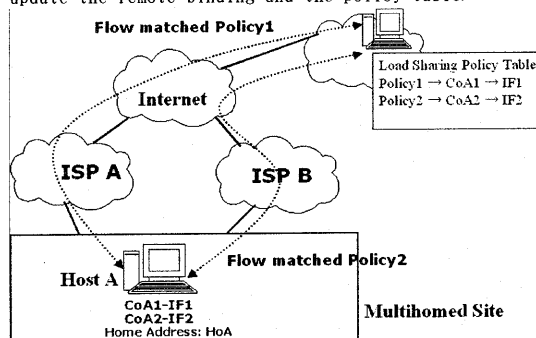 update the remote binding and the policy table.
Flow matched Policy1
Load Sharing Policy Table
Policy1 → CoA1 → IF1
Policy2 → CoA2 → IF2
Internet
ISP A
ISP B
Flow matched Policy2
Host A
CoA1-IF1
CoA2-IF2
Home Address: HoA
Multihomed Site